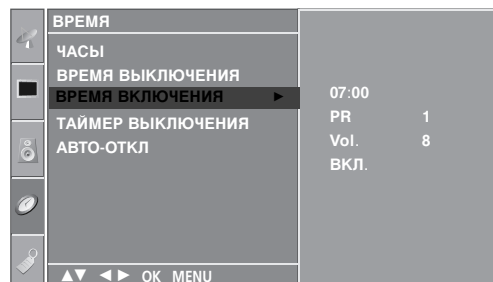 ВРЕМЯ
ЧАСЫ
ВРЕМЯ ВЫКЛЮЧЕНИЯ
ВРЕМЯ ВКЛЮЧЕНИЯ ►
ТАЙМЕР ВЫКЛЮЧЕНИЯ
АВТО-ОТКЛ
07:00
PR 1
Vol. 8
ВКЛ.
▲▼ ◄► OK MENU